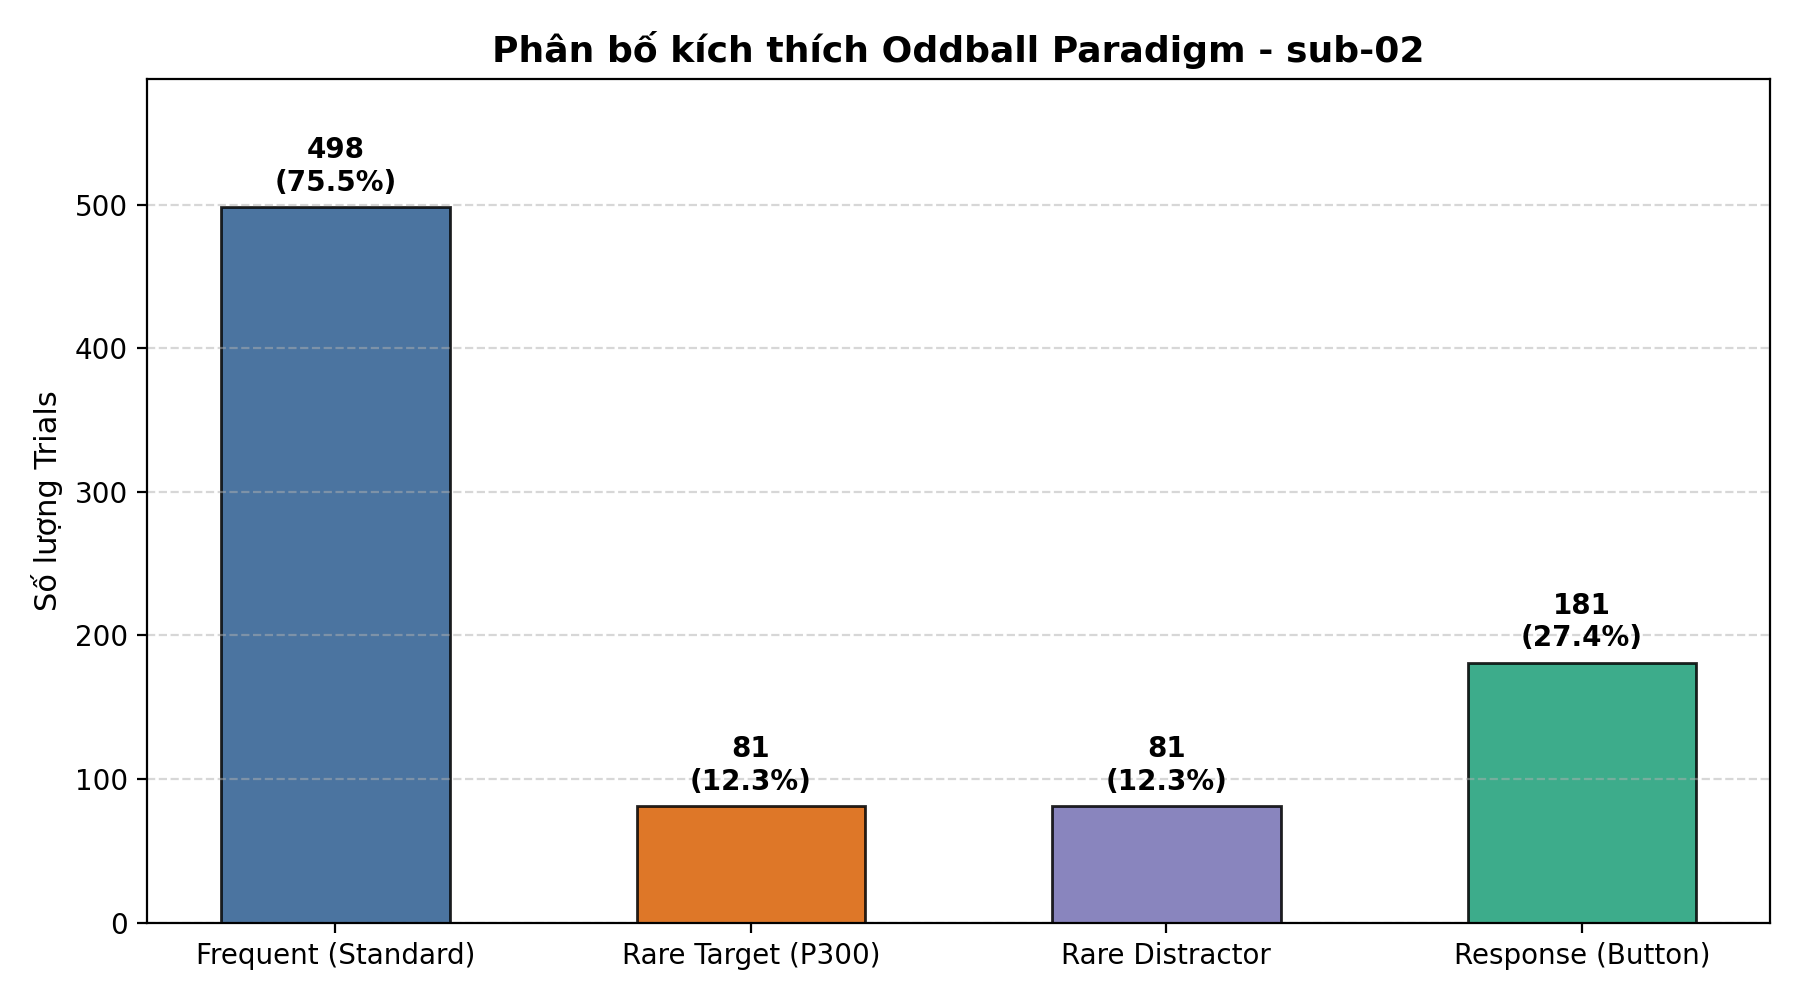 Phân bố kích thích Oddball Paradigm - sub-02
Số lượng Trials
500
400
300
200
100
0
498
(75.5%)
81
(12.3%)
81
(12.3%)
181
(27.4%)
Frequent (Standard)
Rare Target (P300)
Rare Distractor
Response (Button)